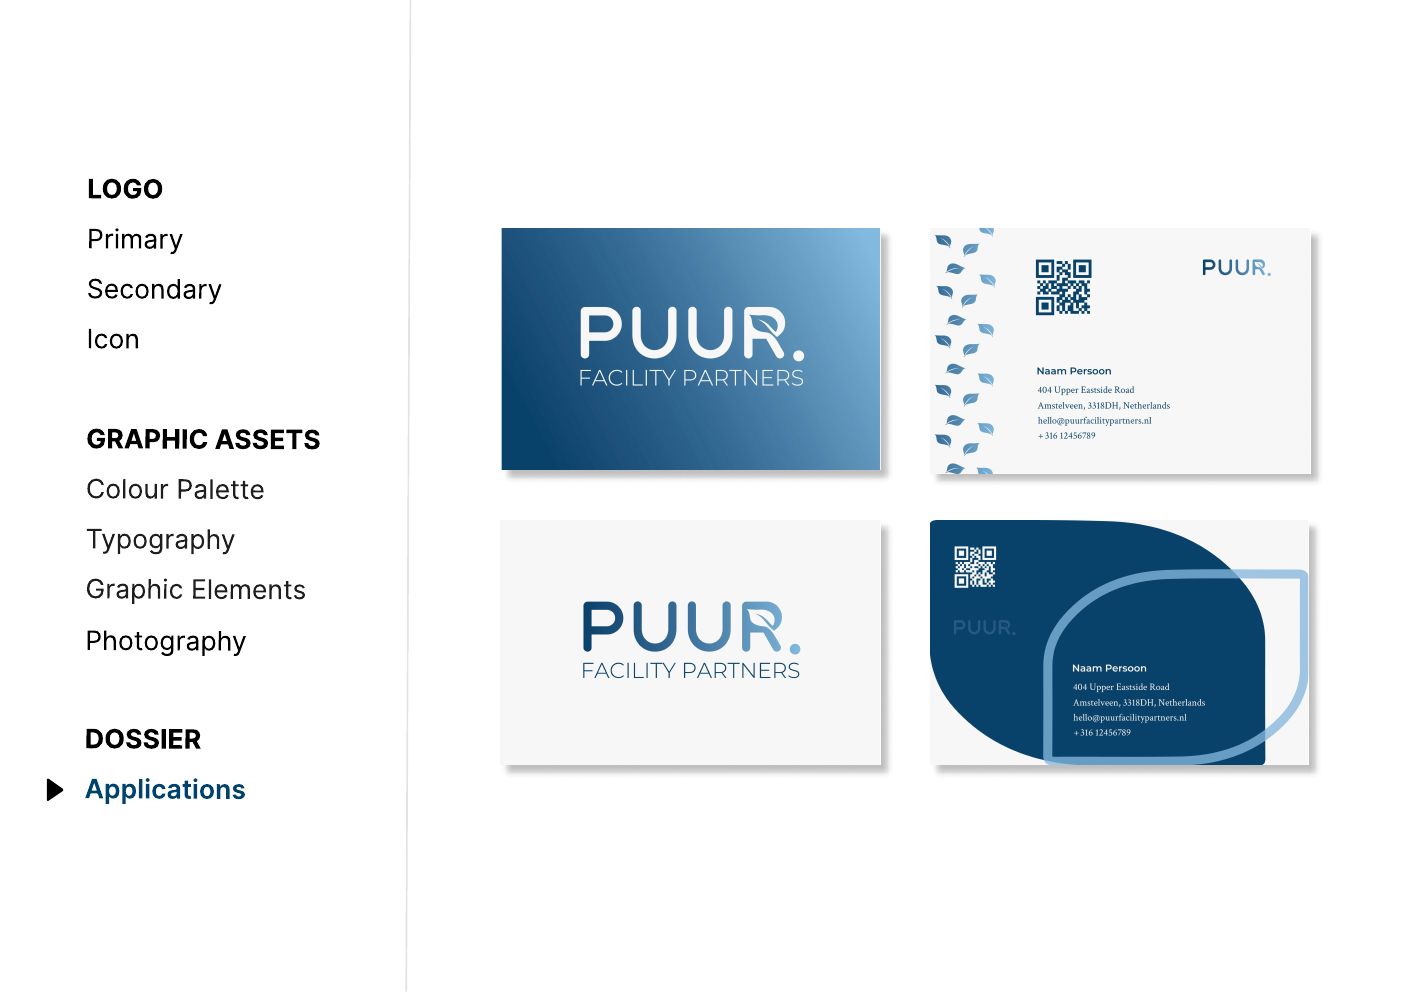 LOGO
Primary
Secondary
Icon
GRAPHIC ASSETS
Colour Palette
Typography
Graphic Elements
Photography
DOSSIER
Applications
PUUR.
FACILITY PARTNERS
PUUR.
Naam Persoon
404 Upper Eastside Road
Amstelveen, 3318DH, Netherlands
hello@puurfacilitypartners.nl
+316 12456789
PUUR.
FACILITY PARTNERS
PUUR.
Naam Persoon
404 Upper Eastside Road
Amstelveen, 3318DH, Netherlands
hello@puurfacilitypartners.nl
+316 12456789